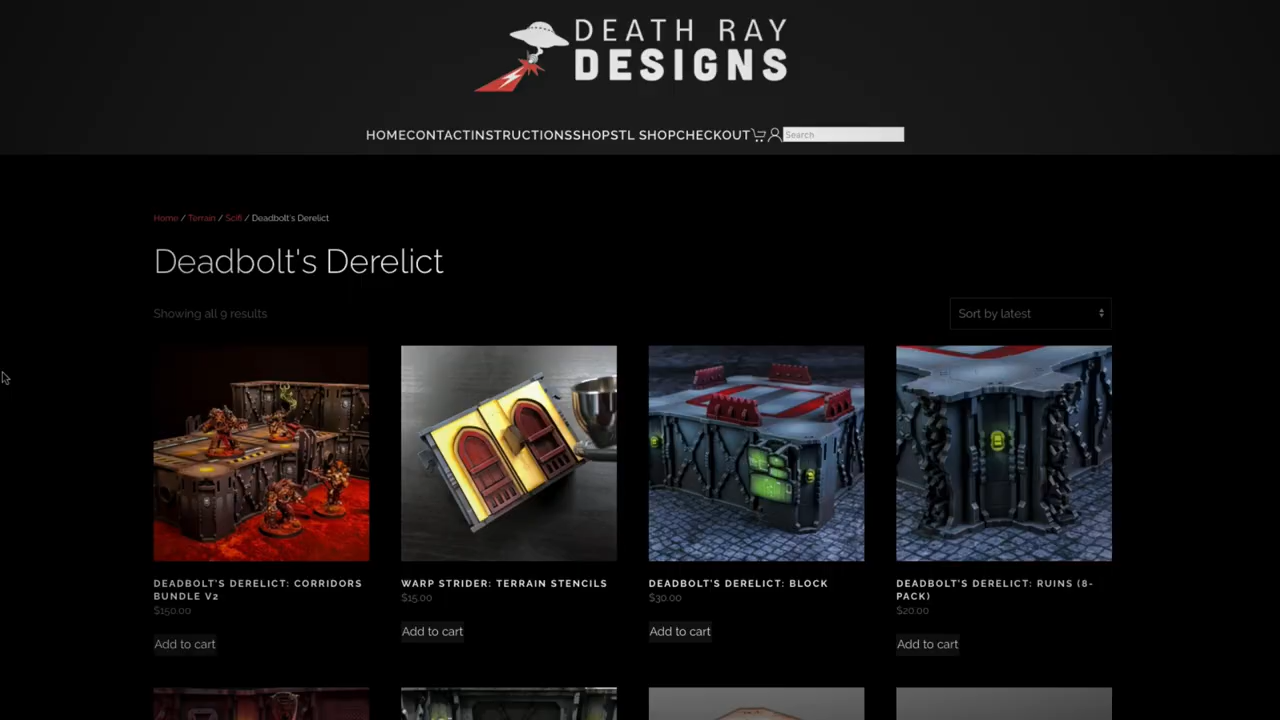 DEATH RAY
DESIGNS
HOMECONTACTINSTRUCTIONSSHOPSTL SHOPCHECKOUT Search
Home / Terrain / Scifi / Deadbolt's Derelict
Deadbolt's Derelict
Showing all 9 results
Sort by latest
DEADBOLT'S DERELICT: CORRIDORS BUNDLE V2
$150.00
Add to cart
WARP STRIDER: TERRAIN STENCILS
$15.00
Add to cart
DEADBOLT'S DERELICT: BLOCK
$30.00
Add to cart
DEADBOLT'S DERELICT: RUINS (8-
PACK)
$20.00
Add to cart